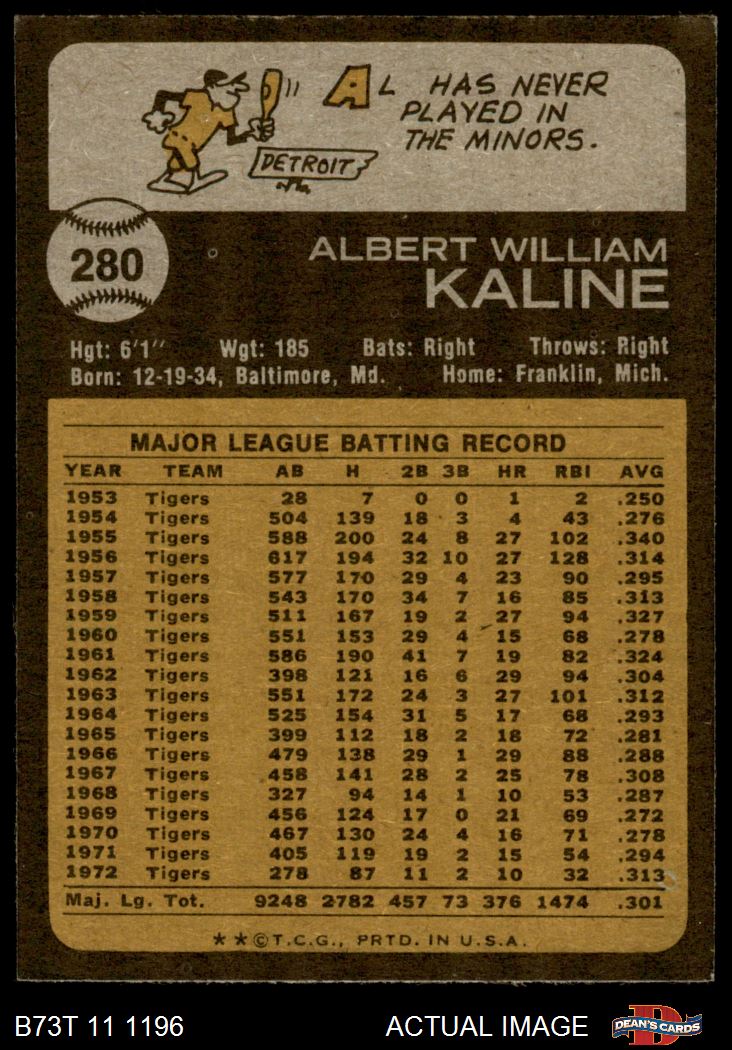 AL HAS NEVER
PLAYED IN
THE MINORS.
DETROIT
280
ALBERT WILLIAM
KALINE
Hgt: 6'1" Wgt: 185 Bats: Right Throws: Right
Born: 12-19-34, Baltimore, Md. Home: Franklin, Mich.
MAJOR LEAGUE BATTING RECORD
YEAR TEAM AB H 2B 3B HR RBI AVG
1953 Tigers 28 7 0 0 1 2 .250
1954 Tigers 504 139 18 3 4 43 .276
1955 Tigers 588 200 24 8 27 102 .340
1956 Tigers 617 194 32 10 27 128 .314
1957 Tigers 577 170 29 4 23 90 .295
1958 Tigers 543 170 34 7 16 85 .313
1959 Tigers 511 167 19 2 27 94 .327
1960 Tigers 551 153 29 4 15 68 .278
1961 Tigers 586 190 41 7 19 82 .324
1962 Tigers 398 121 16 6 29 94 .304
1963 Tigers 551 172 24 3 27 101 .312
1964 Tigers 525 154 31 5 17 68 .293
1965 Tigers 399 112 18 2 18 72 .281
1966 Tigers 479 138 29 1 29 88 .288
1967 Tigers 458 141 28 2 25 78 .308
1968 Tigers 327 94 14 1 10 53 .287
1969 Tigers 456 124 17 0 21 69 .272
1970 Tigers 467 130 24 4 16 71 .278
1971 Tigers 405 119 19 2 15 54 .294
1972 Tigers 278 87 11 2 10 32 .313
Maj. Lg. Tot. 9248 2782 457 73 376 1474 .301
★★©T.C.G., PRTD. IN U.S.A.
B73T 11 1196 ACTUAL IMAGE
D
DEAN'S CARDS